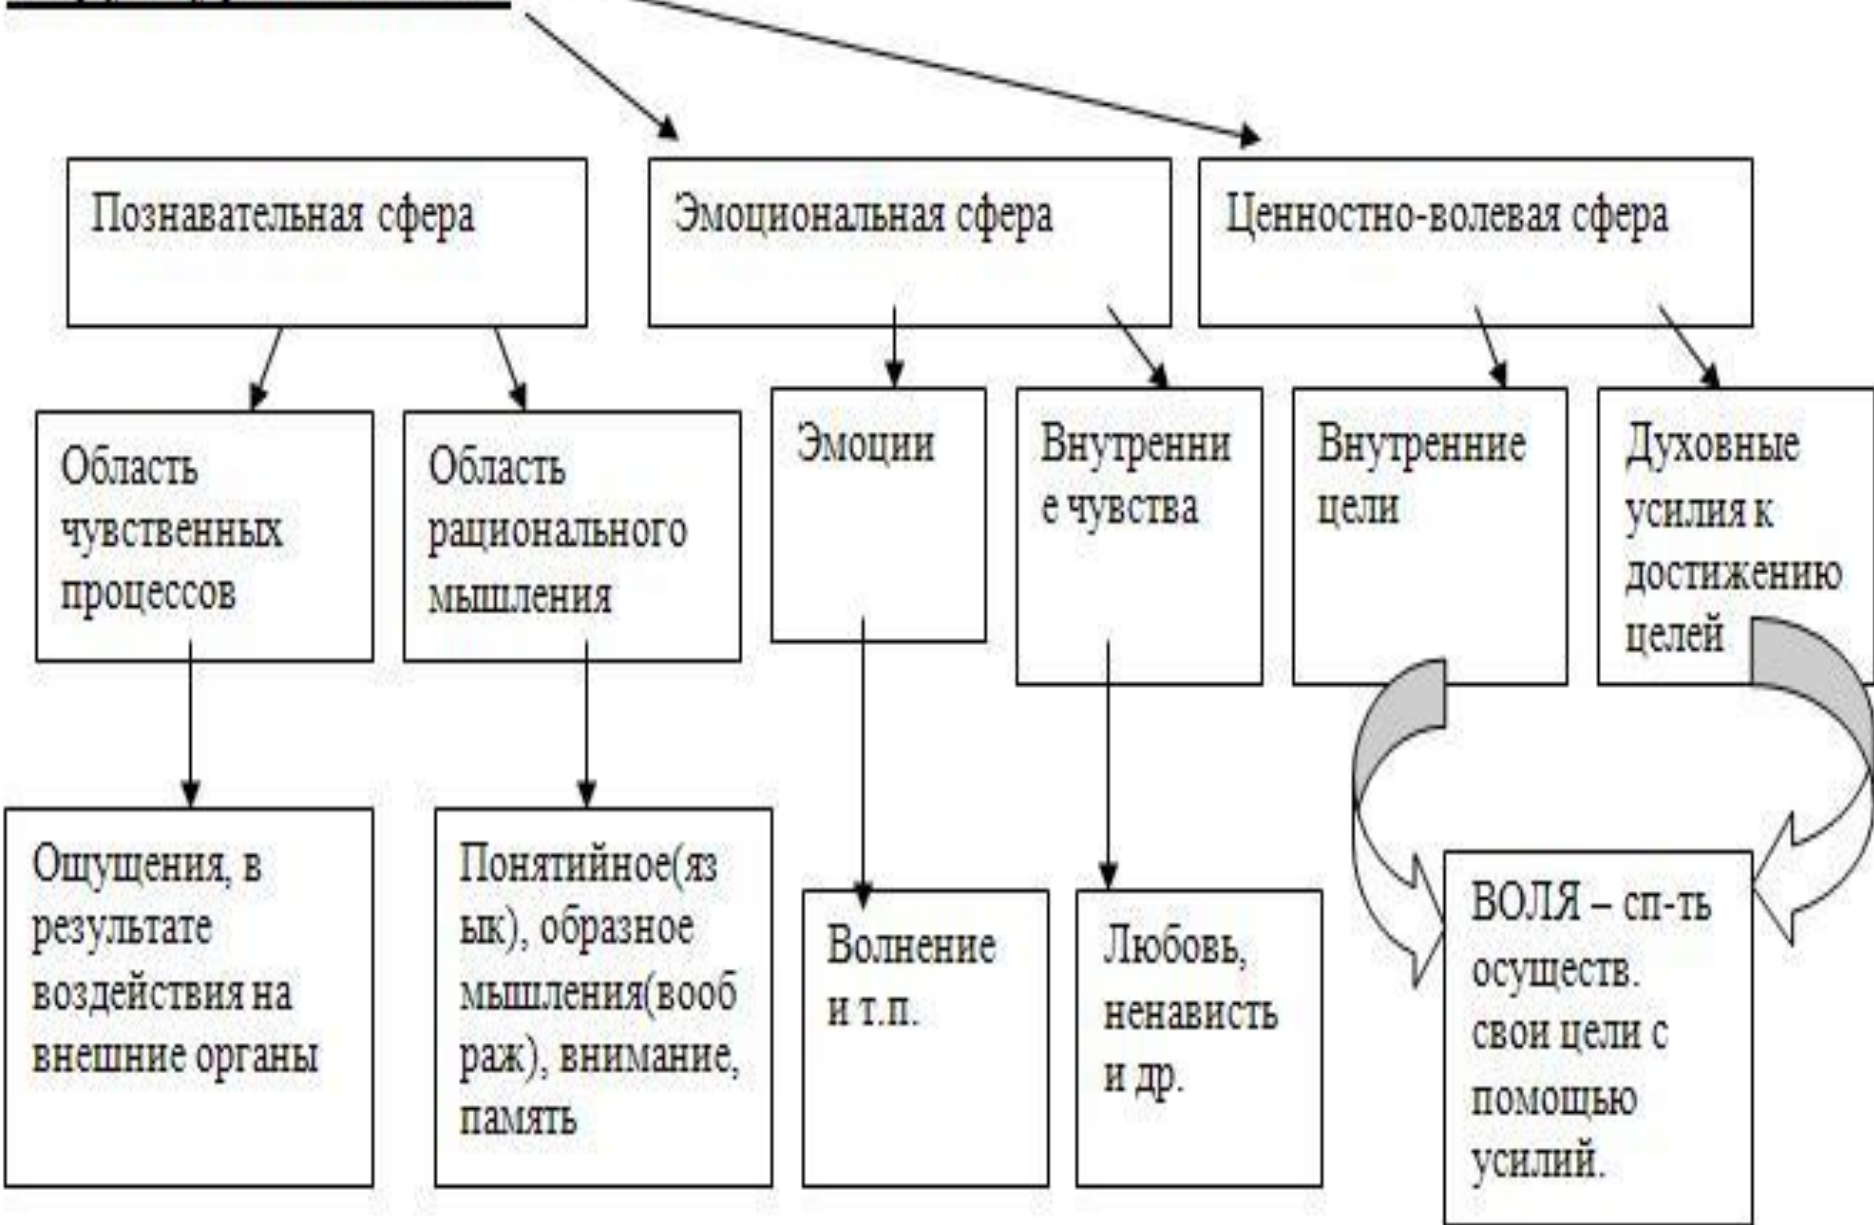 Познавательная сфера
Эмоциональная сфера
Ценностно-волевая сфера
Область
чувственных
процессов
Область
рационального
мышления
Эмоции
Внутренни
е чувства
Внутренние
цели
Духовные
усилия к
достижению
целей
Ощущения, в
результате
воздействия на
внешние органы
Понятийное(яз
ык), образное
мышления(вооб
раж), внимание,
память
Волнение
и т.п.
Любовь,
ненависть
и др.
ВОЛЯ – сп-ть
осуществ.
свои цели с
помощью
усилий.